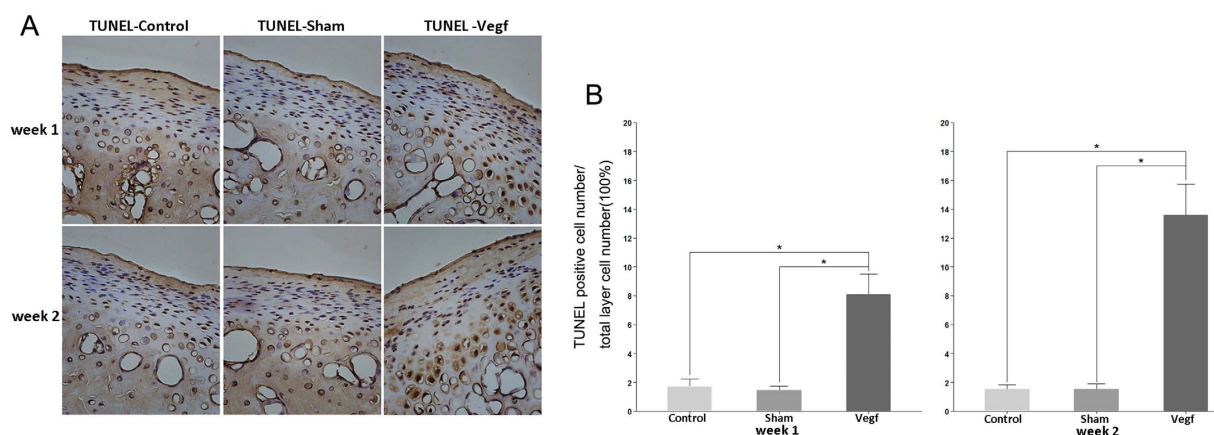 A
TUNEL-Control TUNEL-Sham TUNEL -Vegf
week 1
week 2
B
TUNEL positive cell number/
total layer cell number(100%)
20
18
16
14
12
10
8
6
4
2
0
*
*
Control Sham Vegf
week 1
20
18
16
14
12
10
8
6
4
2
0
*
*
Control Sham Vegf
week 2